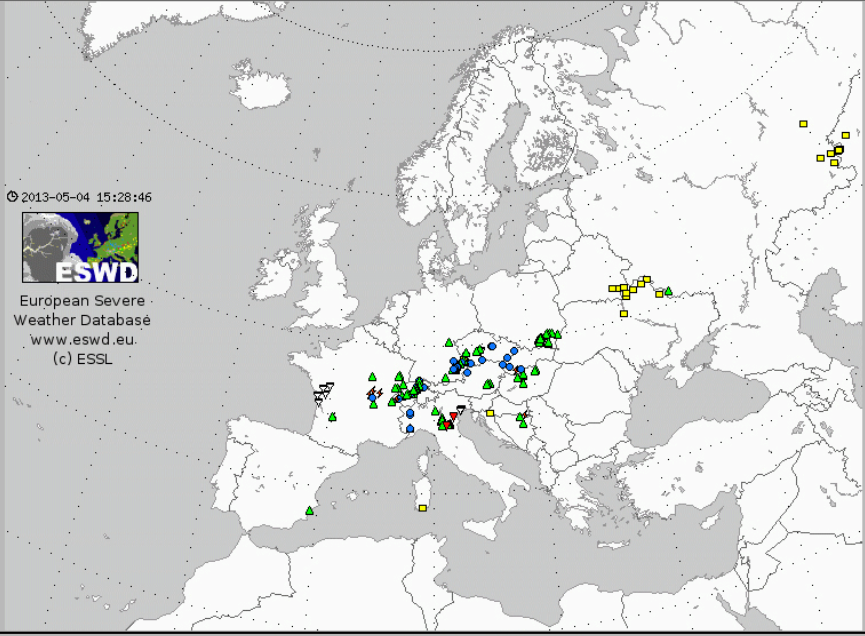 2013-05-04 15:28:46
ESWD
European Severe
Weather Database
www.eswd.eu
(c) ESSL